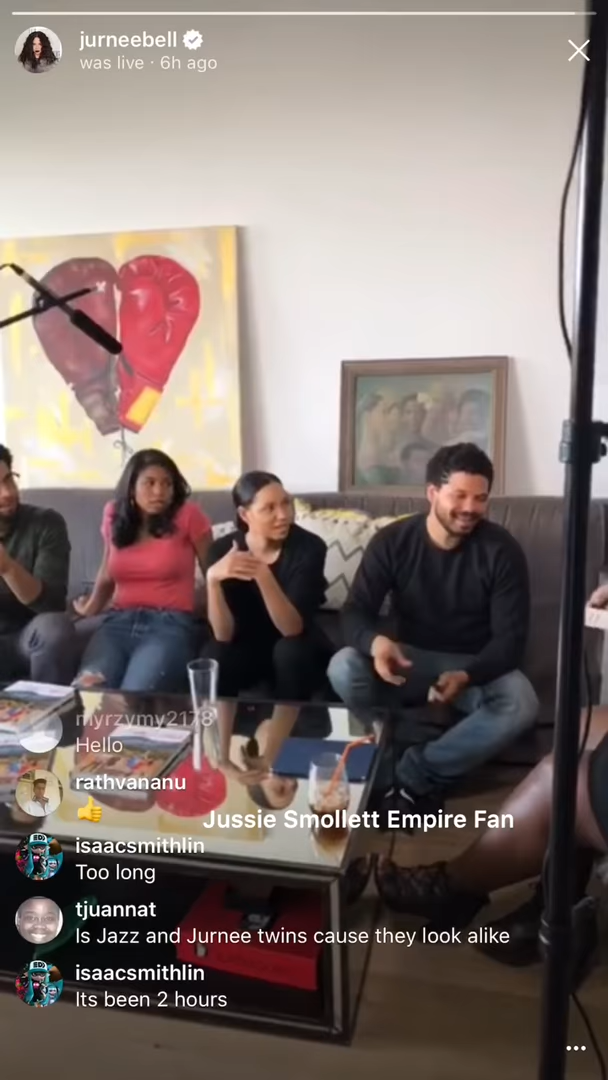 jurneebell
was live · 6h ago
myrzymy2178
Hello
rathvananu
👍
Jussie Smollett Empire Fan
isaacsmithlin
Too long
tjuannat
Is Jazz and Jurnee twins cause they look alike
isaacsmithlin
Its been 2 hours